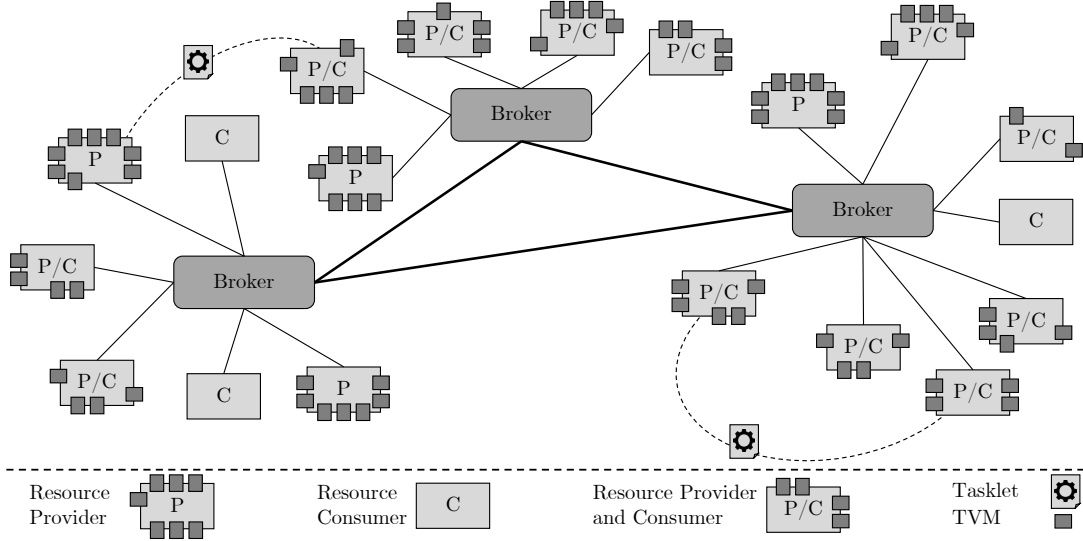 P/C
P/C
P/C
P/C
P/C
P
Broker
C
P/C
P
P
Broker
C
P/C
Broker
P/C
P/C
P/C
P/C
P/C
C
P
P/C
Resource
Provider
P
Resource
Consumer
C
Resource Provider
and Consumer
P/C
Tasklet
TVM